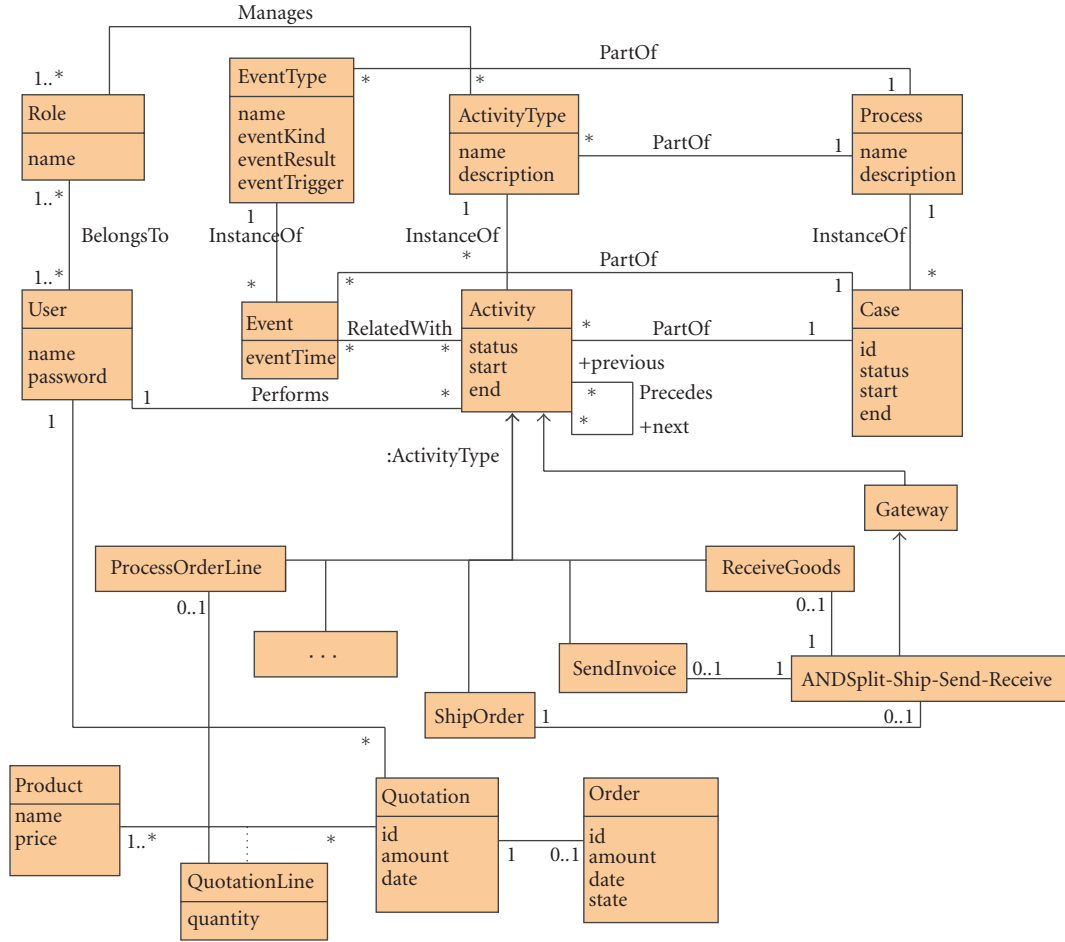 Manages
1..*
*
EventType
name
eventKind
eventResult
eventTrigger
*
PartOf
1
Role
name
ActivityType
name
description
*
PartOf
1
Process
name
description
1..*
BelongsTo
1..*
1
InstanceOf
*
1
InstanceOf
*
1
InstanceOf
*
*
PartOf
1
User
name
password
Event
eventTime
RelatedWith
*
*
Activity
status
start
end
*
PartOf
1
Case
id
status
start
end
1
Performs
*
+previous
*
Precedes
*
+next
1
:ActivityType
Gateway
ProcessOrderLine
0..1
ReceiveGoods
0..1
1
. . .
SendInvoice
0..1
1
ANDSplit-Ship-Send-Receive
ShipOrder
1
0..1
*
Product
name
price
1..*
*
Quotation
id
amount
date
1
0..1
Order
id
amount
date
state
QuotationLine
quantity